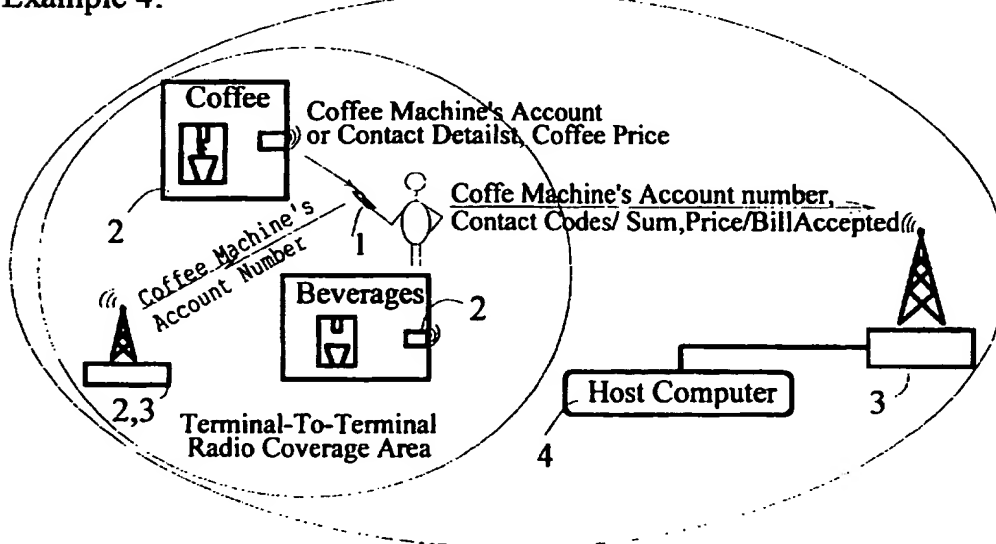 Example 4:
Coffee
Coffee Machine's Account
or Contact Detailst, Coffee Price
2
1
Coffe Machine's Account number,
Contact Codes/ Sum,Price/BillAccepted
Coffee Machine's
Account Number
Beverages
2
2,3
Terminal-To-Terminal
Radio Coverage Area
Host Computer
4
3